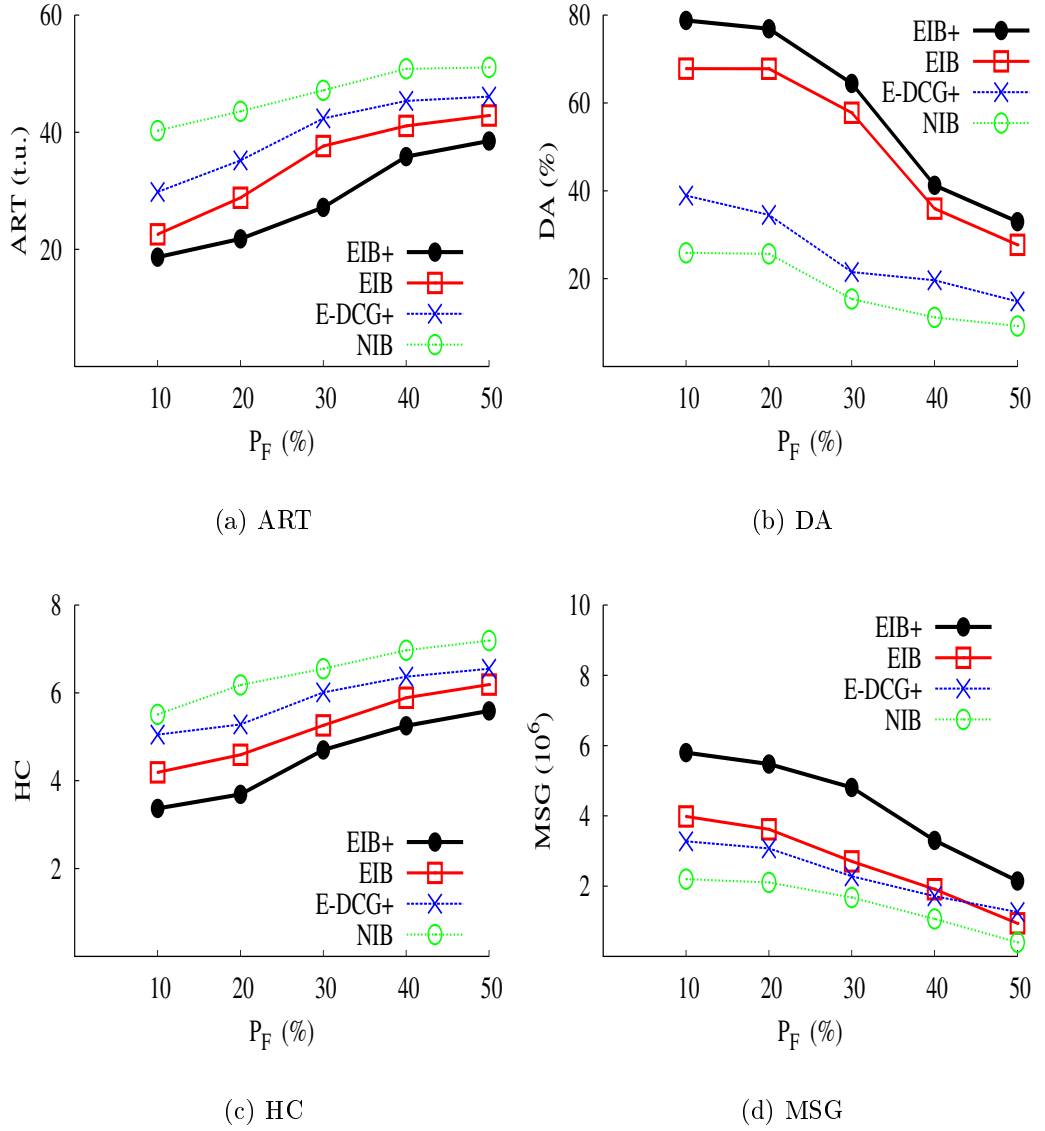 60
40
20
ART (t.u.)
EIB+
EIB
E-DCG+
NIB
10 20 30 40 50
P_F (%)
(a) ART
80
60
40
20
DA (%)
EIB+
EIB
E-DCG+
NIB
10 20 30 40 50
P_F (%)
(b) DA
8
6
4
2
HC
EIB+
EIB
E-DCG+
NIB
10 20 30 40 50
P_F (%)
(c) HC
10
8
6
4
2
MSG (10^6)
EIB+
EIB
E-DCG+
NIB
10 20 30 40 50
P_F (%)
(d) MSG